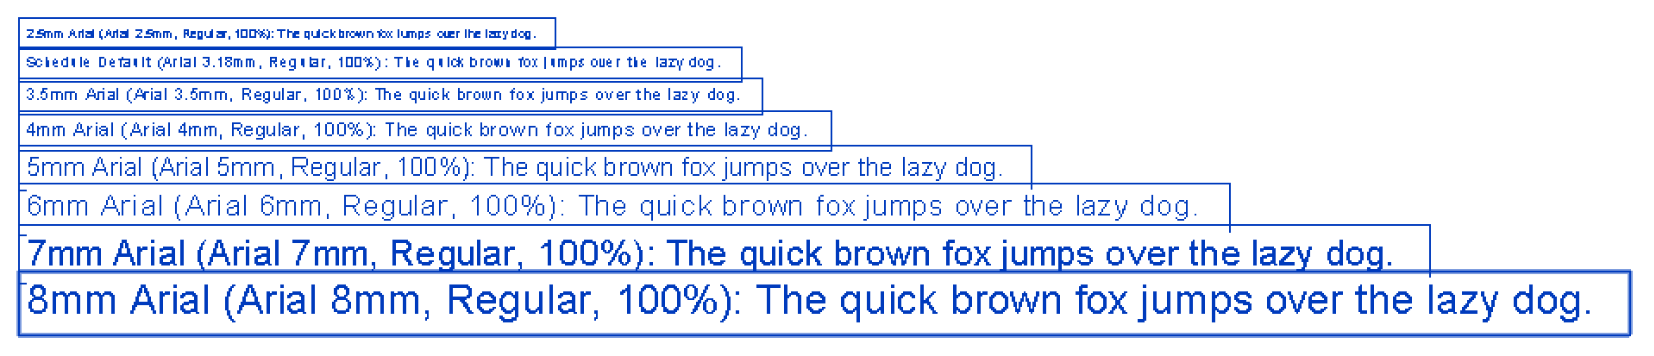 2.5mm Arial (Arial 2.5mm, Regular, 100%): The quick brown fox jumps over the lazy dog.
Schedule Default (Arial 3.18mm, Regular, 100%): The quick brown fox jumps over the lazy dog.
3.5mm Arial (Arial 3.5mm, Regular, 100%): The quick brown fox jumps over the lazy dog.
4mm Arial (Arial 4mm, Regular, 100%): The quick brown fox jumps over the lazy dog.
5mm Arial (Arial 5mm, Regular, 100%): The quick brown fox jumps over the lazy dog.
6mm Arial (Arial 6mm, Regular, 100%): The quick brown fox jumps over the lazy dog.
7mm Arial (Arial 7mm, Regular, 100%): The quick brown fox jumps over the lazy dog.
8mm Arial (Arial 8mm, Regular, 100%): The quick brown fox jumps over the lazy dog.